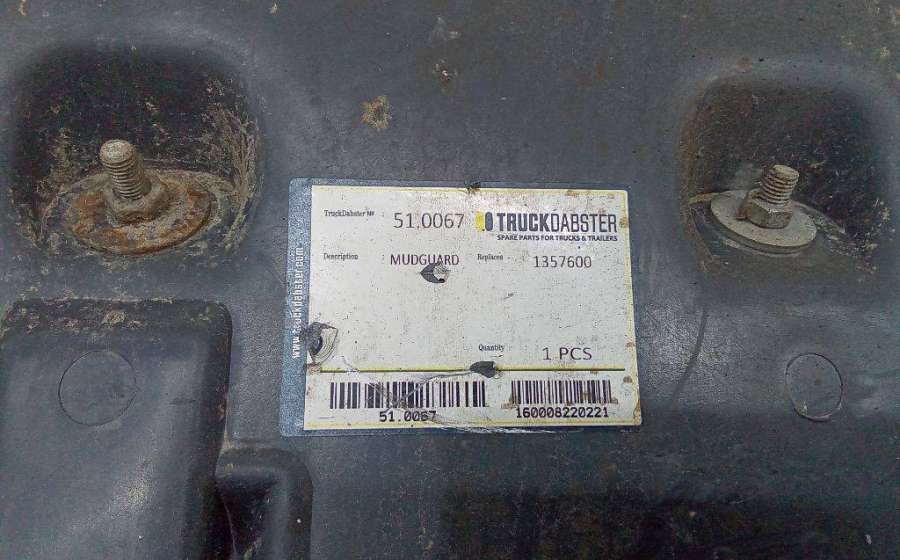 TruckDabster № : 51.0067
TRUCKDABSTER
SPARE PARTS FOR TRUCKS & TRAILERS
Description : MUDGUARD Replaces : 1357600
Quantity : 1 PCS
51.0067 160008220221
www.truckdabster.com